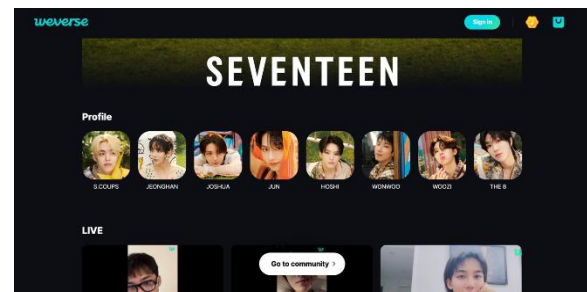 weverse
Sign in
SEVENTEEN
Profile
S.COUPS JEONGHAN JOSHUA JUN HOSHI WONWOO WOOZI THE 8
LIVE
Go to community >